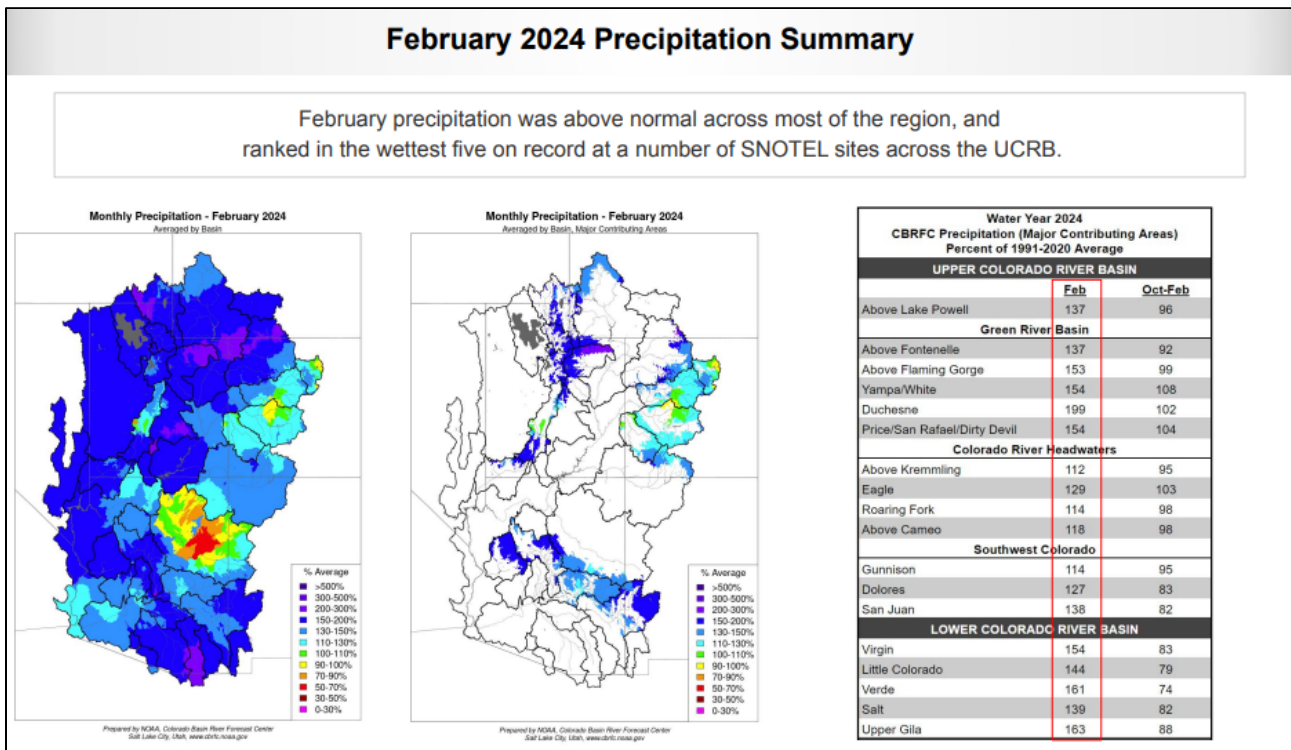 February 2024 Precipitation Summary
February precipitation was above normal across most of the region, and
ranked in the wettest five on record at a number of SNOTEL sites across the UCRB.
Monthly Precipitation - February 2024
Averaged by Basin
% Average
>500%
300-500%
200-300%
150-200%
130-150%
110-130%
100-110%
90-100%
70-90%
50-70%
30-50%
0-30%
Prepared by NOAA, Colorado Basin River Forecast Center
Salt Lake City, Utah, www.cbrfc.noaa.gov
Monthly Precipitation - February 2024
Averaged by Basin, Major Contributing Areas
% Average
>500%
300-500%
200-300%
150-200%
130-150%
110-130%
100-110%
90-100%
70-90%
50-70%
30-50%
0-30%
Prepared by NOAA, Colorado Basin River Forecast Center
Salt Lake City, Utah, www.cbrfc.noaa.gov
Water Year 2024
CBRFC Precipitation (Major Contributing Areas)
Percent of 1991-2020 Average
UPPER COLORADO RIVER BASIN
Feb Oct-Feb
Above Lake Powell 137 96
Green River Basin
Above Fontenelle 137 92
Above Flaming Gorge 153 99
Yampa/White 154 108
Duchesne 199 102
Price/San Rafael/Dirty Devil 154 104
Colorado River Headwaters
Above Kremmling 112 95
Eagle 129 103
Roaring Fork 114 98
Above Cameo 118 98
Southwest Colorado
Gunnison 114 95
Dolores 127 83
San Juan 138 82
LOWER COLORADO RIVER BASIN
Virgin 154 83
Little Colorado 144 79
Verde 161 74
Salt 139 82
Upper Gila 163 88